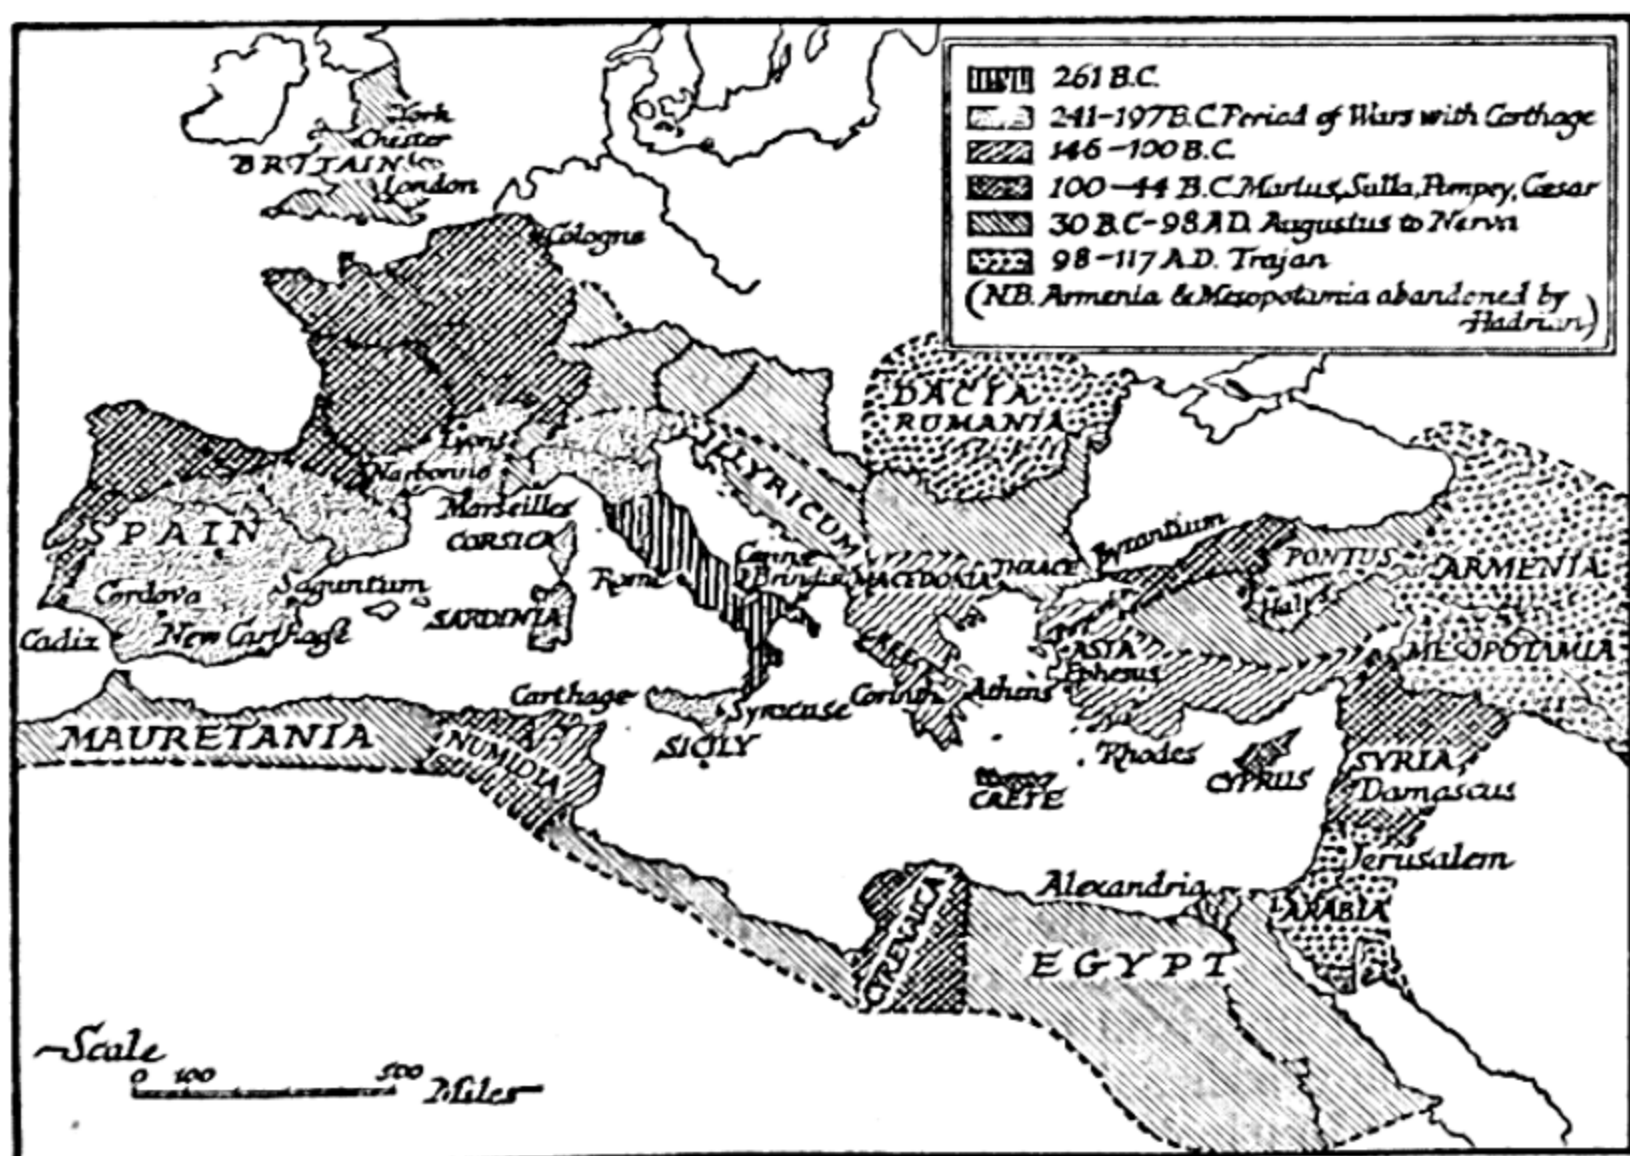 261 B.C.
241-197 B.C. Period of Wars with Carthage
146-100 B.C.
100-44 B.C. Marius, Sulla, Pompey, Cæsar
30 B.C-98 A.D. Augustus to Nerva
98-117 A.D. Trajan
(N.B. Armenia & Mesopotamia abandoned by
Hadrian)
York
Chester
BRITAIN
London
Cologne
DACIA
RUMANIA
Lyons
Narbonne
ILLYRICUM
Marseilles
SPAIN
CORSICA
Byzantium
Rome
Cannæ
Brindisi
MACEDONIA
THRACE
PONTUS
ARMENIA
Saguntum
Cordova
SARDINIA
Halys
New Carthage
Cadix
GREECE
ASIA
Ephesus
MESOPOTAMIA
Carthage
Syracuse
Corinth
Athens
MAURETANIA
NUMIDIA
SICILY
Rhodes
CYPRUS
SYRIA
Damascus
CRETE
Jerusalem
Alexandria
ARABIA
CYRENAICA
EGYPT
Scale
0 100 500
Miles